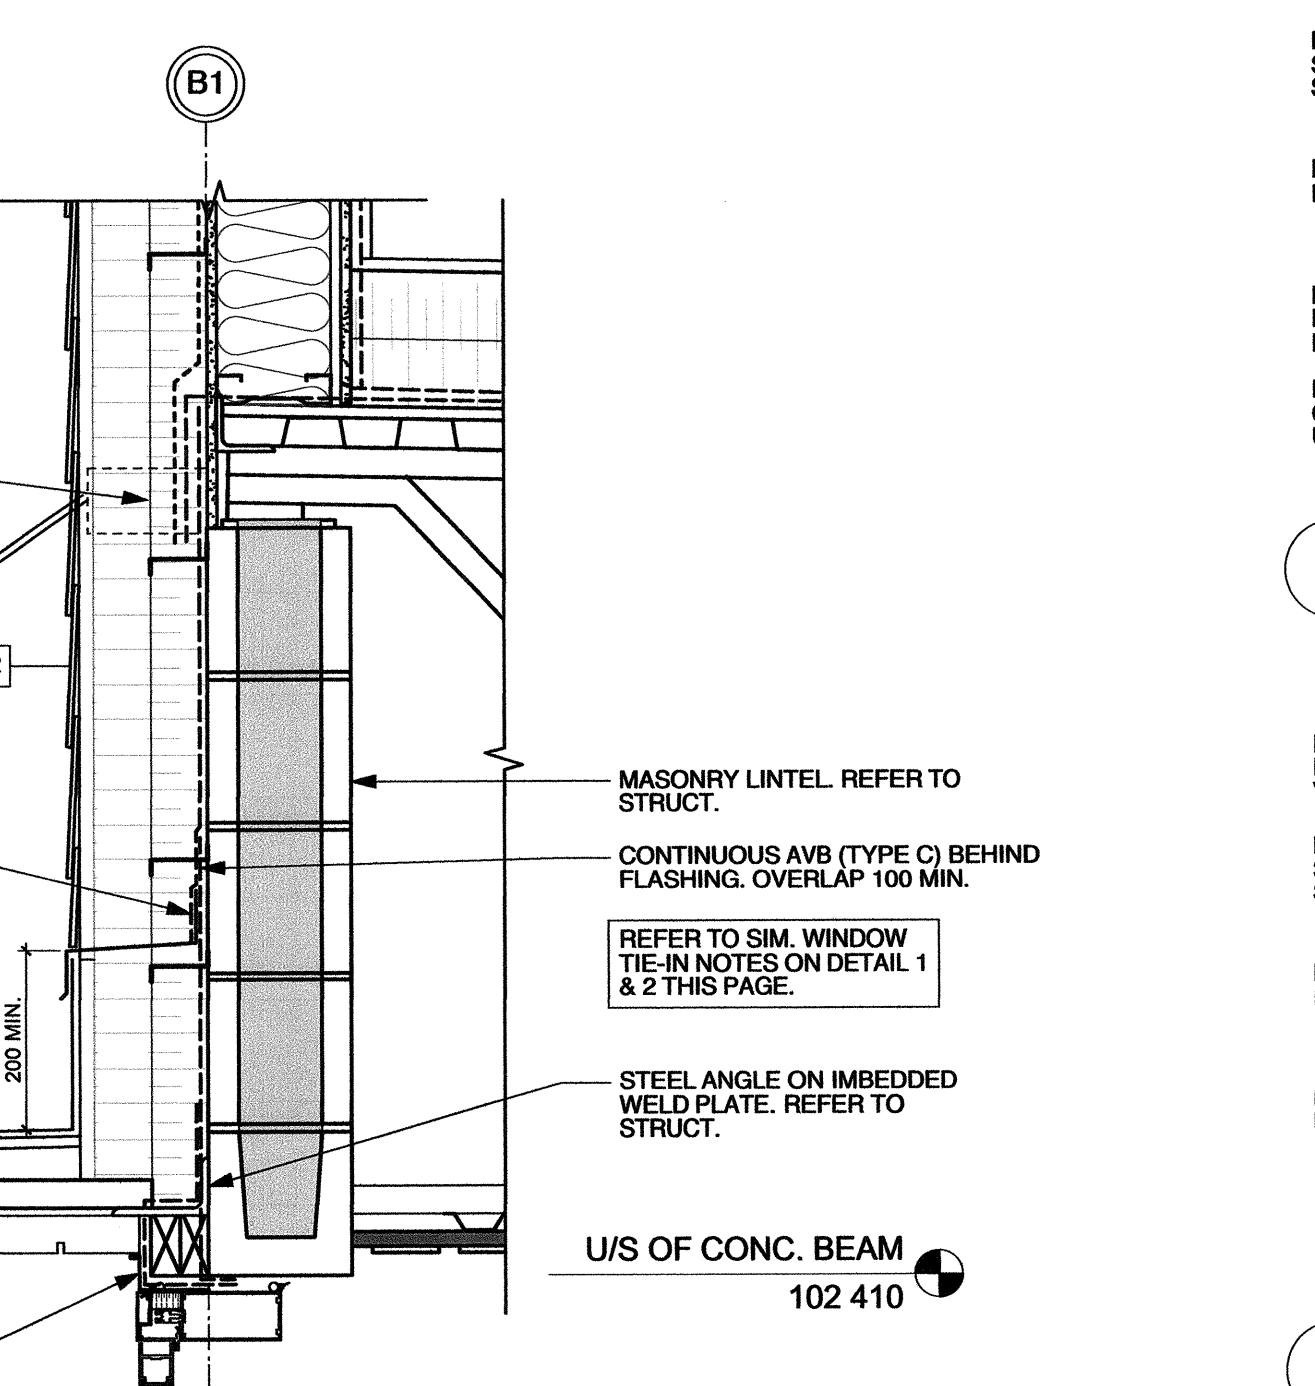 B1
MASONRY LINTEL. REFER TO
STRUCT.
CONTINUOUS AVB (TYPE C) BEHIND
FLASHING. OVERLAP 100 MIN.
REFER TO SIM. WINDOW
TIE-IN NOTES ON DETAIL 1
& 2 THIS PAGE.
200 MIN.
STEEL ANGLE ON IMBEDDED
WELD PLATE. REFER TO
STRUCT.
U/S OF CONC. BEAM
102 410